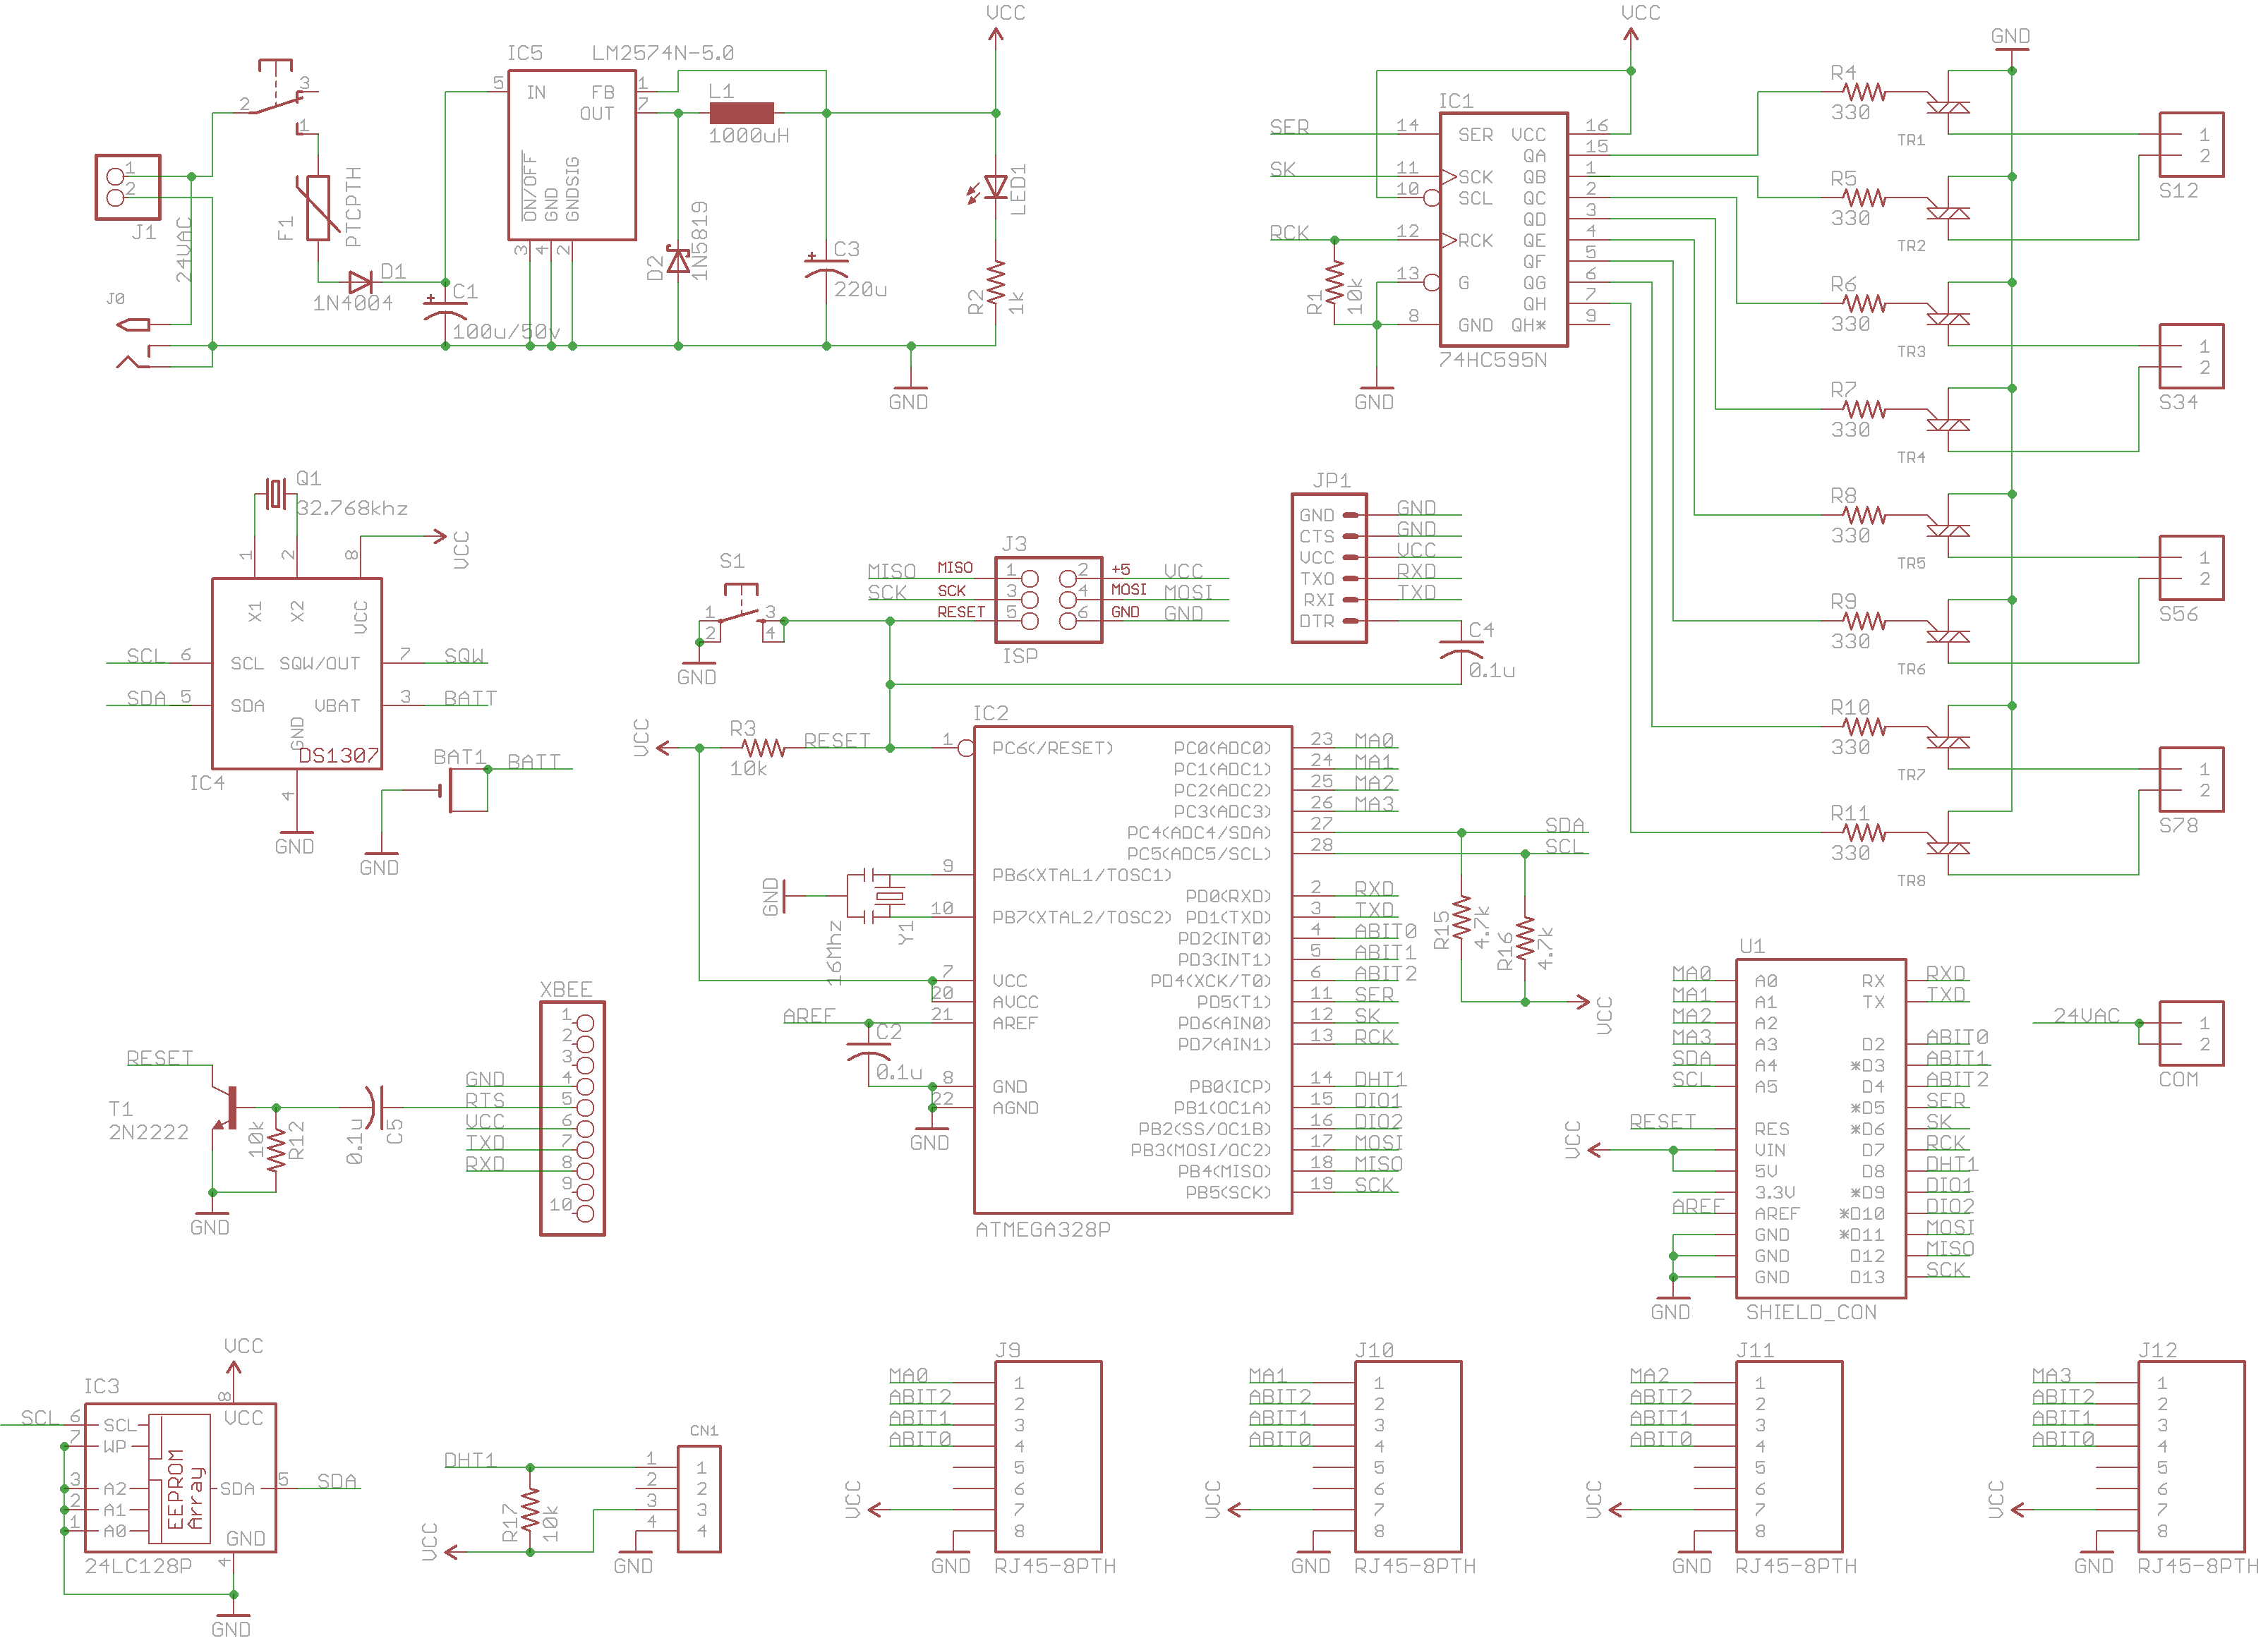 VCC
IC5 LM2574N-5.0
3
2
1
5 IN FB 1
OUT 7
ON/OFF
GND
GNDSIG
3 4 2
L1
1000uH
J1
1
2
24VAC
J0
F1
PTCPTH
D1
1N4004
C1
100u/50v
D2
1N5819
C3
220u
LED1
R2
1k
GND
VCC
IC1
SER 14 SER VCC 16
QA 15
SK 11 SCK QB 1
10 SCL QC 2
QD 3
RCK 12 RCK QE 4
QF 5
13 G QG 6
QH 7
8 GND QH* 9
74HC595N
R1
10k
GND
GND
R4
330
TR1
R5
330
TR2
R6
330
TR3
R7
330
TR4
R8
330
TR5
R9
330
TR6
R10
330
TR7
R11
330
TR8
1
2
S12
1
2
S34
1
2
S56
1
2
S78
Q1
32.768khz
1 2 8
VCC
X1 X2 VCC
SCL 6 SCL SQW/OUT 7 SQW
SDA 5 SDA VBAT 3 BATT
GND
DS1307
IC4
4
GND
BAT1 BATT
GND
S1
1 3
2 4
GND
J3
MISO MISO 1 2 +5 VCC
SCK SCK 3 4 MOSI MOSI
RESET 5 6 GND GND
ISP
JP1
GND GND
CTS GND
VCC VCC
TXO RXD
RXI TXD
DTR
C4
0.1u
VCC
R3
10k
RESET
IC2
1 PC6(/RESET) PC0(ADC0) 23 MA0
PC1(ADC1) 24 MA1
PC2(ADC2) 25 MA2
PC3(ADC3) 26 MA3
PC4(ADC4/SDA) 27 SDA
PC5(ADC5/SCL) 28 SCL
9 PB6(XTAL1/TOSC1)
PD0(RXD) 2 RXD
10 PB7(XTAL2/TOSC2) PD1(TXD) 3 TXD
PD2(INT0) 4 ABIT0
PD3(INT1) 5 ABIT1
7 VCC PD4(XCK/T0) 6 ABIT2
20 AVCC PD5(T1) 11 SER
AREF 21 AREF PD6(AIN0) 12 SK
PD7(AIN1) 13 RCK
8 GND PB0(ICP) 14 DHT1
22 AGND PB1(OC1A) 15 DIO1
PB2(SS/OC1B) 16 DIO2
PB3(MOSI/OC2) 17 MOSI
PB4(MISO) 18 MISO
PB5(SCK) 19 SCK
ATMEGA328P
GND
16Mhz
Y1
C2
0.1u
GND
R15
4.7k
R16
4.7k
VCC
RESET
T1
2N2222
10k
R12
0.1u
C5
GND
XBEE
1
2
3
GND 4
RTS 5
VCC 6
TXD 7
RXD 8
9
10
U1
MA0 A0 RX RXD
MA1 A1 TX TXD
MA2 A2
MA3 A3 D2 ABIT0
SDA A4 *D3 ABIT1
SCL A5 D4 ABIT2
*D5 SER
RESET RES *D6 SK
VCC VIN D7 RCK
5V D8 DHT1
3.3V *D9 DIO1
AREF AREF *D10 DIO2
GND *D11 MOSI
GND D12 MISO
GND D13 SCK
GND SHIELD_CON
24VAC 1
2
COM
VCC
IC3
8
SCL 6 SCL VCC
7 WP
3 A2 SDA 5 SDA
2 A1
1 A0 GND
EEPROM
Array
24LC128P
4
GND
CN1
DHT1 1 1
2 2
3 3
4 4
R17
10k
VCC
GND
J9
MA0 1
ABIT2 2
ABIT1 3
ABIT0 4
5
6
VCC 7
8
GND RJ45-8PTH
J10
MA1 1
ABIT2 2
ABIT1 3
ABIT0 4
5
6
VCC 7
8
GND RJ45-8PTH
J11
MA2 1
ABIT2 2
ABIT1 3
ABIT0 4
5
6
VCC 7
8
GND RJ45-8PTH
J12
MA3 1
ABIT2 2
ABIT1 3
ABIT0 4
5
6
VCC 7
8
GND RJ45-8PTH